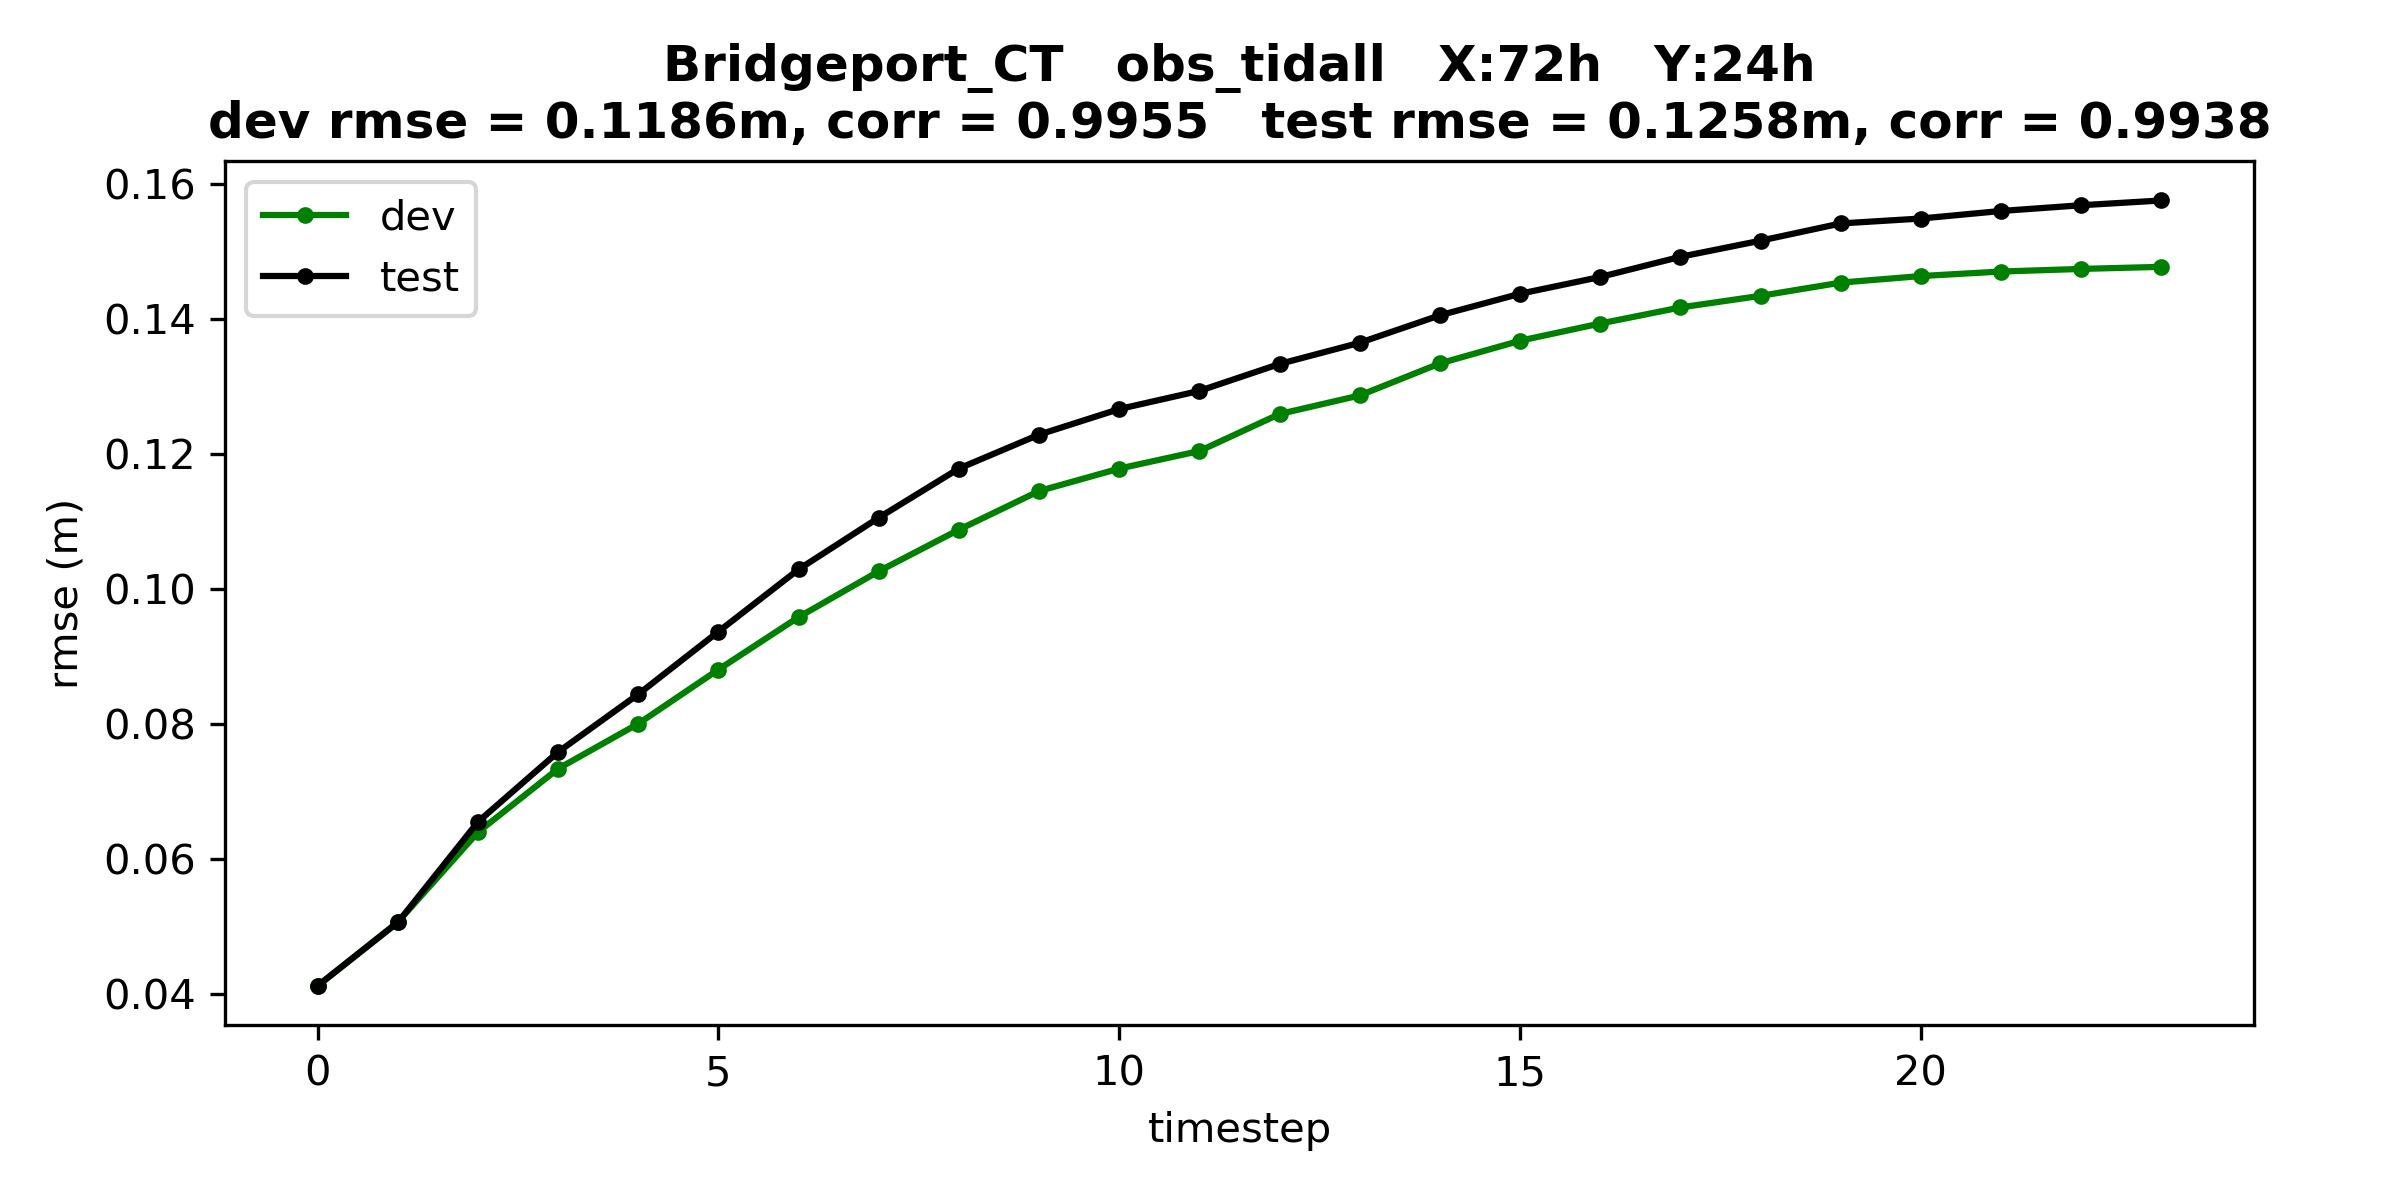 Bridgeport_CT obs_tidall X:72h Y:24h
dev rmse = 0.1186m, corr = 0.9955 test rmse = 0.1258m, corr = 0.9938
dev
test
0.16
0.14
0.12
0.10
0.08
0.06
0.04
rmse (m)
0 5 10 15 20
timestep